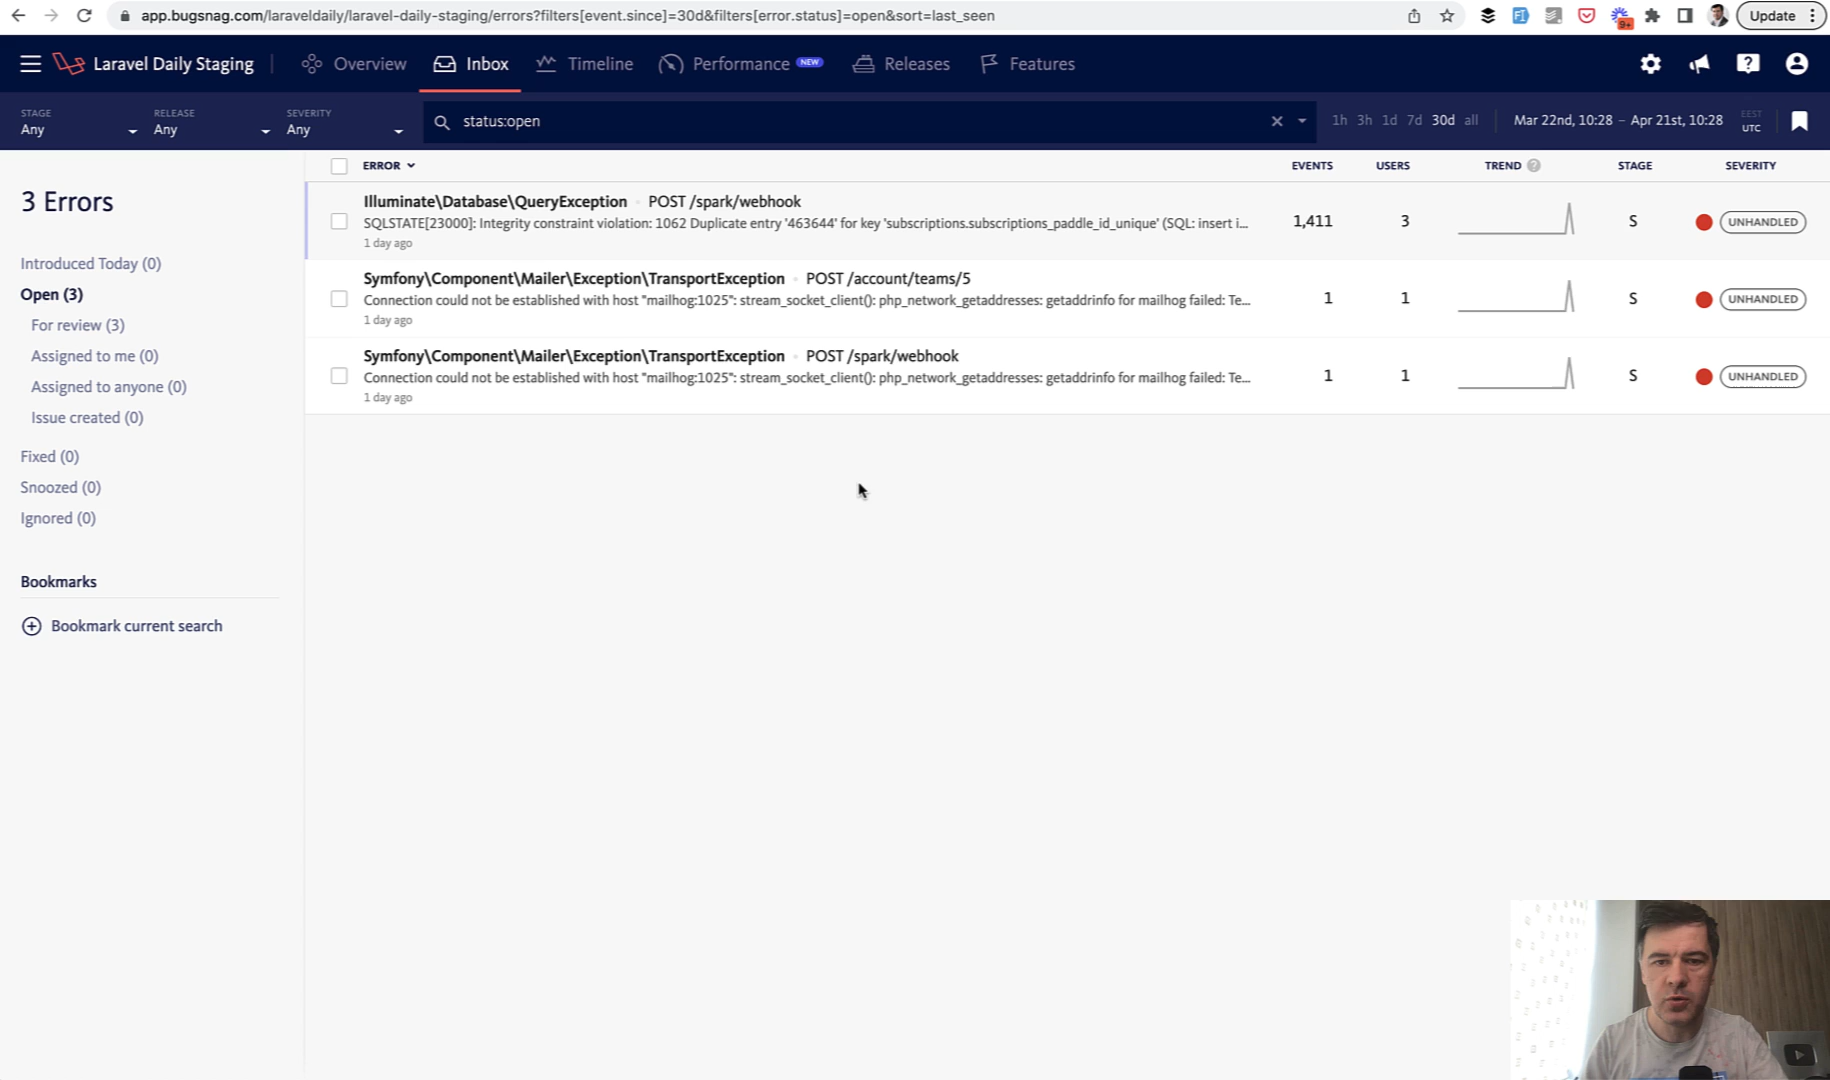 app.bugsnag.com/laraveldaily/laravel-daily-staging/errors?filters[event.since]=30d&filters[error.status]=open&sort=last_seen
9+
Update
Laravel Daily Staging
Overview
Inbox
Timeline
Performance NEW
Releases
Features
STAGE
Any
RELEASE
Any
SEVERITY
Any
status:open
1h 3h 1d 7d 30d all
Mar 22nd, 10:28 – Apr 21st, 10:28
EEST
UTC
3 Errors
Introduced Today (0)
Open (3)
For review (3)
Assigned to me (0)
Assigned to anyone (0)
Issue created (0)
Fixed (0)
Snoozed (0)
Ignored (0)
Bookmarks
Bookmark current search
ERROR EVENTS USERS TREND ? STAGE SEVERITY
Illuminate\Database\QueryException POST /spark/webhook
SQLSTATE[23000]: Integrity constraint violation: 1062 Duplicate entry '463644' for key 'subscriptions.subscriptions_paddle_id_unique' (SQL: insert i...
1 day ago
1,411 3 S UNHANDLED
Symfony\Component\Mailer\Exception\TransportException POST /account/teams/5
Connection could not be established with host "mailhog:1025": stream_socket_client(): php_network_getaddresses: getaddrinfo for mailhog failed: Te...
1 day ago
1 1 S UNHANDLED
Symfony\Component\Mailer\Exception\TransportException POST /spark/webhook
Connection could not be established with host "mailhog:1025": stream_socket_client(): php_network_getaddresses: getaddrinfo for mailhog failed: Te...
1 day ago
1 1 S UNHANDLED